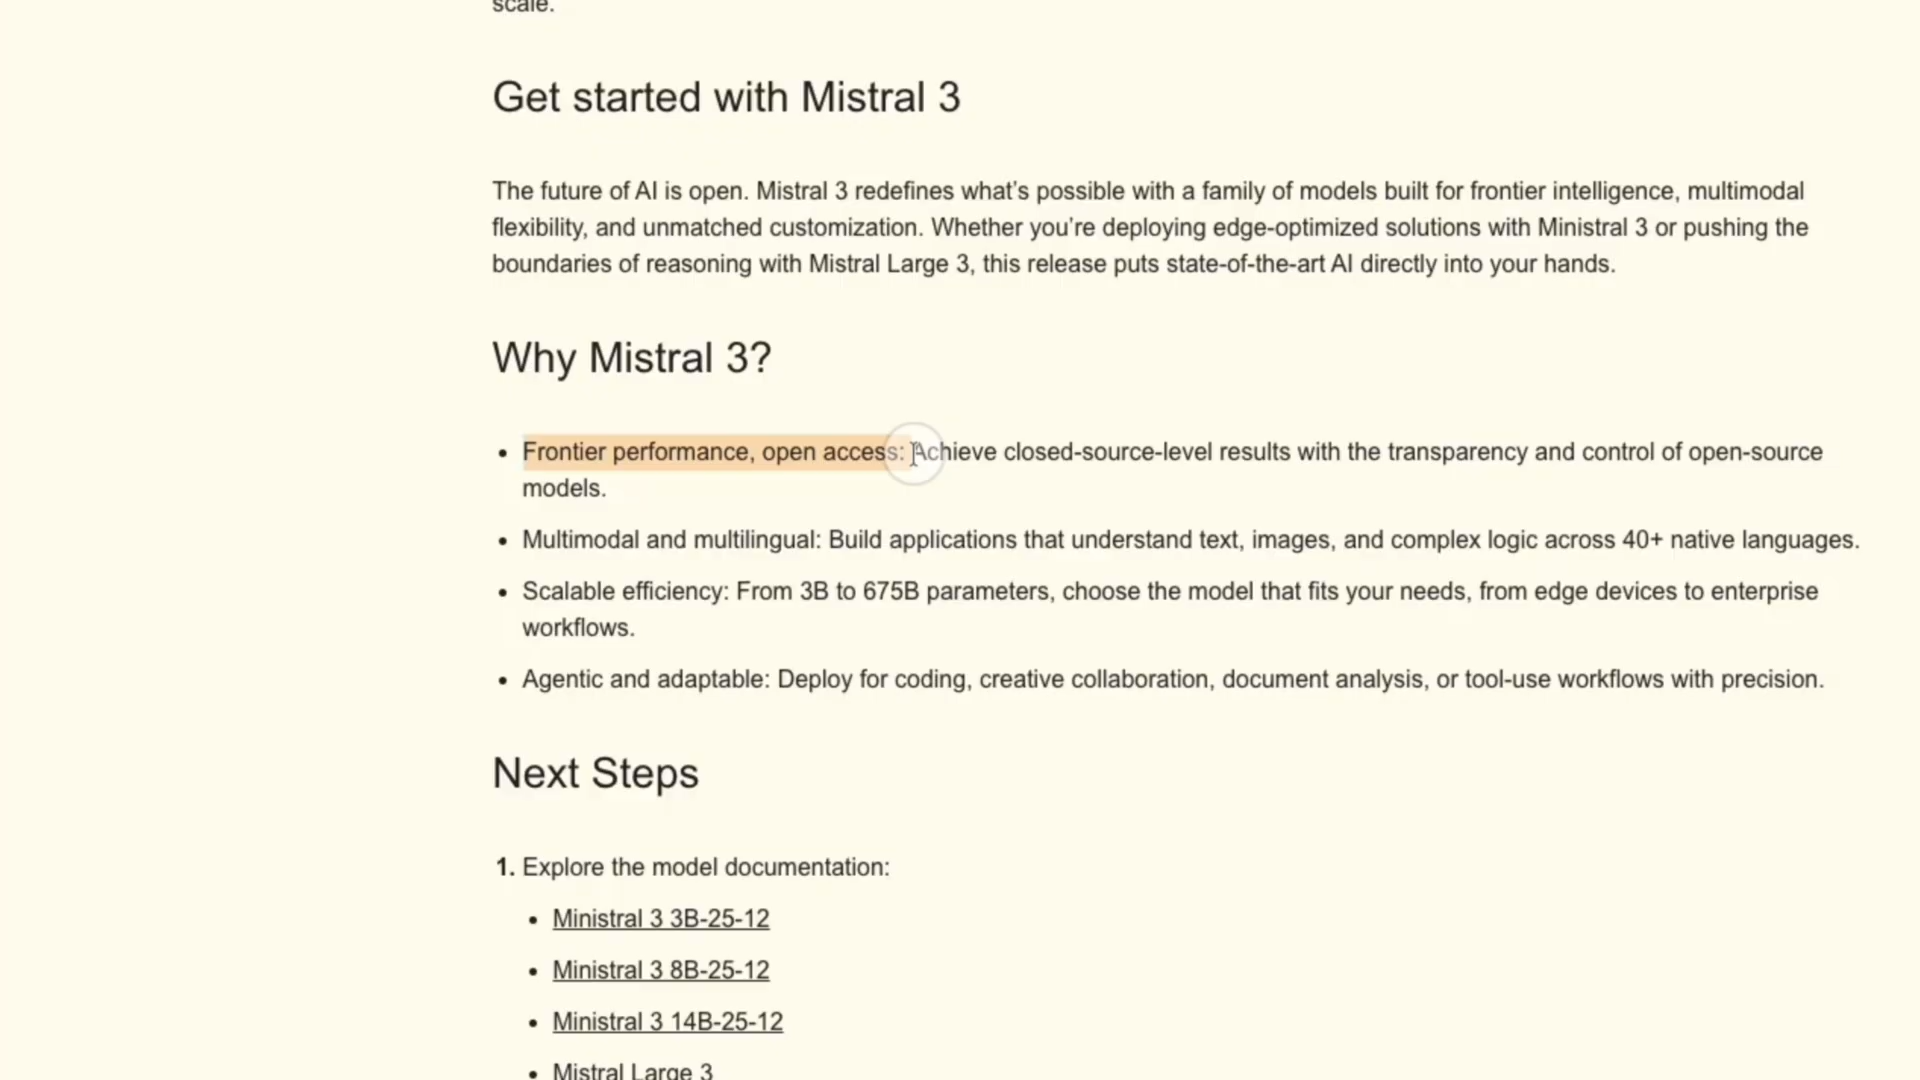 scale.
Get started with Mistral 3
The future of AI is open. Mistral 3 redefines what’s possible with a family of models built for frontier intelligence, multimodal
flexibility, and unmatched customization. Whether you’re deploying edge-optimized solutions with Ministral 3 or pushing the
boundaries of reasoning with Mistral Large 3, this release puts state-of-the-art AI directly into your hands.
Why Mistral 3?
• Frontier performance, open access: Achieve closed-source-level results with the transparency and control of open-source
models.
• Multimodal and multilingual: Build applications that understand text, images, and complex logic across 40+ native languages.
• Scalable efficiency: From 3B to 675B parameters, choose the model that fits your needs, from edge devices to enterprise
workflows.
• Agentic and adaptable: Deploy for coding, creative collaboration, document analysis, or tool-use workflows with precision.
Next Steps
1. Explore the model documentation:
• Ministral 3 3B-25-12
• Ministral 3 8B-25-12
• Ministral 3 14B-25-12
• Mistral Large 3